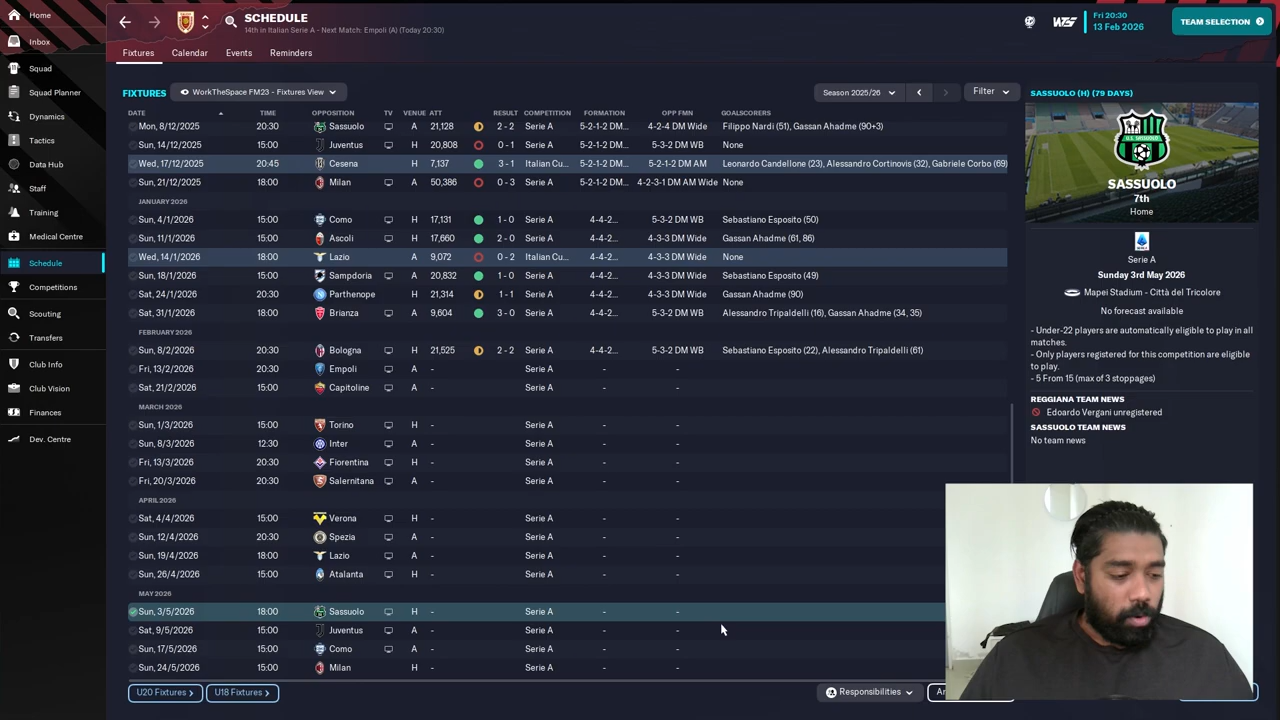 Home
Inbox
Squad
Squad Planner
Dynamics
Tactics
Data Hub
Staff
Training
Medical Centre
Schedule
Competitions
Scouting
Transfers
Club Info
Club Vision
Finances
Dev. Centre
SCHEDULE
14th in Italian Serie A - Next Match: Empoli (A) (Today 20:30)
Fri 20:30
13 Feb 2026
TEAM SELECTION
Fixtures Calendar Events Reminders
FIXTURES WorkTheSpace FM23 - Fixtures View Season 2025/26 Filter
DATE TIME OPPOSITION TV VENUE ATT RESULT COMPETITION FORMATION OPP FMN GOALSCORERS
Mon, 8/12/2025 20:30 Sassuolo A 21,128 2 - 2 Serie A 5-2-1-2 DM... 4-2-4 DM Wide Filippo Nardi (51), Gassan Ahadme (90+3)
Sun, 14/12/2025 15:00 Juventus H 20,808 0 - 1 Serie A 5-2-1-2 DM... 5-3-2 DM WB None
Wed, 17/12/2025 20:45 Cesena H 7,137 3 - 1 Italian Cu... 5-2-1-2 DM... 5-2-1-2 DM AM Leonardo Candellone (23), Alessandro Cortinovis (32), Gabriele Corbo (69)
Sun, 21/12/2025 18:00 Milan A 50,386 0 - 3 Serie A 5-2-1-2 DM... 4-2-3-1 DM AM Wide None
JANUARY 2026
Sun, 4/1/2026 15:00 Como H 17,131 1 - 0 Serie A 4-4-2... 5-3-2 DM WB Sebastiano Esposito (50)
Sun, 11/1/2026 15:00 Ascoli H 17,660 2 - 0 Serie A 4-4-2... 4-3-3 DM Wide Gassan Ahadme (61, 86)
Wed, 14/1/2026 18:00 Lazio A 9,072 0 - 2 Italian Cu... 4-4-2... 4-3-3 DM Wide None
Sun, 18/1/2026 15:00 Sampdoria A 20,832 1 - 0 Serie A 4-4-2... 4-3-3 DM Wide Sebastiano Esposito (49)
Sat, 24/1/2026 20:30 Parthenope H 21,314 1 - 1 Serie A 4-4-2... 4-3-3 DM Wide Gassan Ahadme (90)
Sat, 31/1/2026 18:00 Brianza A 9,604 3 - 0 Serie A 4-4-2... 4-3-3 DM Wide Alessandro Tripaldelli (16), Gassan Ahadme (34, 35)
FEBRUARY 2026
Sun, 8/2/2026 20:30 Bologna H 21,525 2 - 2 Serie A 4-4-2... 5-3-2 DM WB Sebastiano Esposito (22), Alessandro Tripaldelli (61)
Fri, 13/2/2026 20:30 Empoli A - Serie A - -
Sat, 21/2/2026 15:00 Capitoline A - Serie A - -
MARCH 2026
Sun, 1/3/2026 15:00 Torino H - Serie A - -
Sun, 8/3/2026 12:30 Inter A - Serie A - -
Fri, 13/3/2026 20:30 Fiorentina H - Serie A - -
Fri, 20/3/2026 20:30 Salernitana A - Serie A - -
APRIL 2026
Sat, 4/4/2026 15:00 Verona H - Serie A - -
Sun, 12/4/2026 20:30 Spezia A - Serie A - -
Sun, 19/4/2026 18:00 Lazio A - Serie A - -
Sun, 26/4/2026 15:00 Atalanta H - Serie A - -
MAY 2026
Sun, 3/5/2026 18:00 Sassuolo H - Serie A - -
Sat, 9/5/2026 15:00 Juventus A - Serie A - -
Sun, 17/5/2026 15:00 Como A - Serie A - -
Sun, 24/5/2026 15:00 Milan H - Serie A - -
U20 Fixtures U18 Fixtures Responsibilities
SASSUOLO (H) (79 DAYS)
SASSUOLO
7th
Home
Serie A
Sunday 3rd May 2026
Mapei Stadium - Città del Tricolore
No forecast available
- Under-22 players are automatically eligible to play in all
matches.
- Only players registered for this competition are eligible
to play.
- 5 From 15 (max of 3 stoppages)
REGGIANA TEAM NEWS
Edoardo Vergani unregistered
SASSUOLO TEAM NEWS
No team news